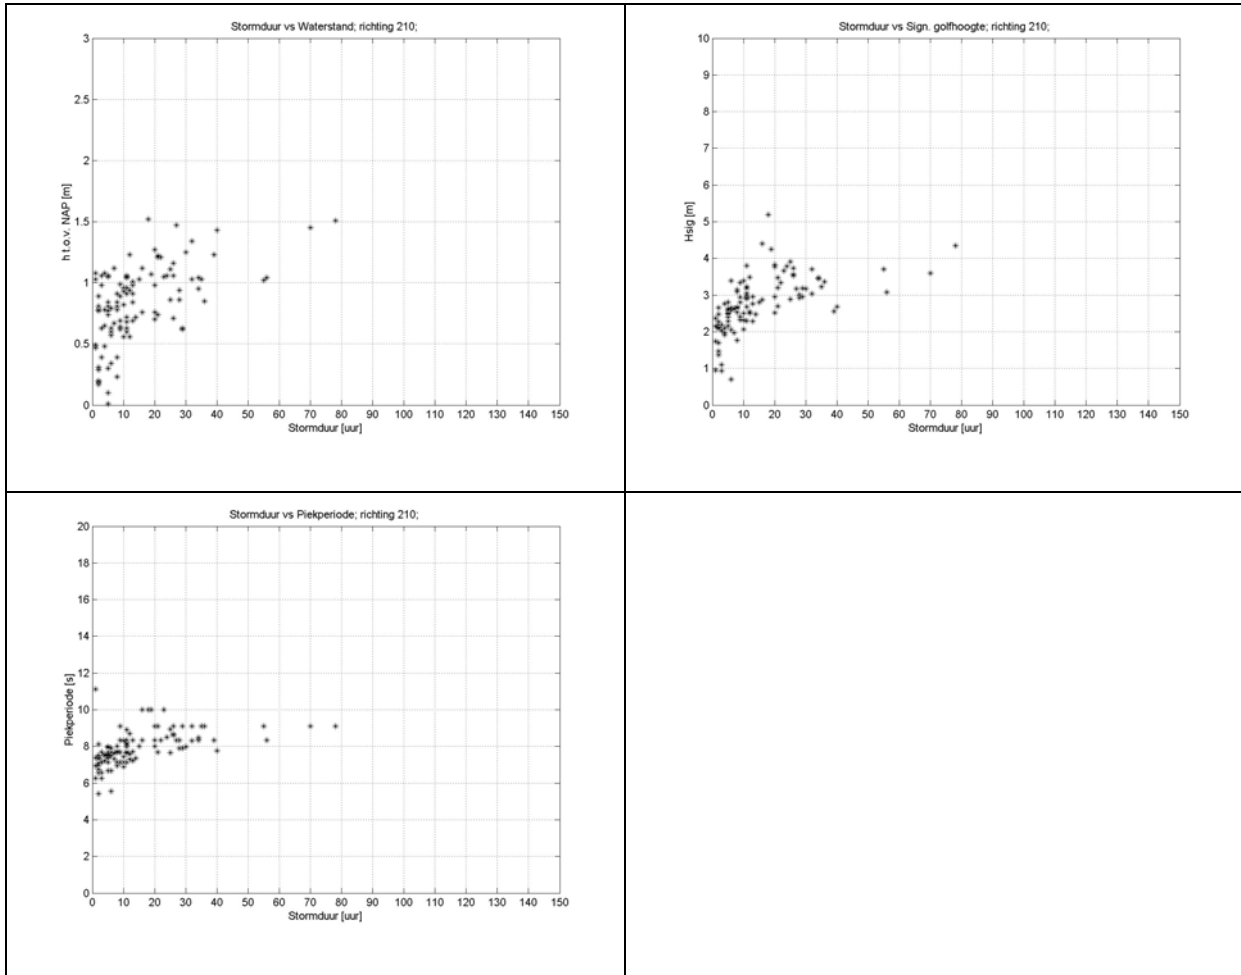 Stormduur vs Waterstand; richting 210;
3
2.5
2
1.5
1
0.5
0
h t.o.v. NAP [m]
0 10 20 30 40 50 60 70 80 90 100 110 120 130 140 150
Stormduur [uur]
Stormduur vs Sign. golfhoogte; richting 210;
10
9
8
7
6
5
4
3
2
1
0
Hsig [m]
0 10 20 30 40 50 60 70 80 90 100 110 120 130 140 150
Stormduur [uur]
Stormduur vs Piekperiode; richting 210;
20
18
16
14
12
10
8
6
4
2
0
Piekperiode [s]
0 10 20 30 40 50 60 70 80 90 100 110 120 130 140 150
Stormduur [uur]